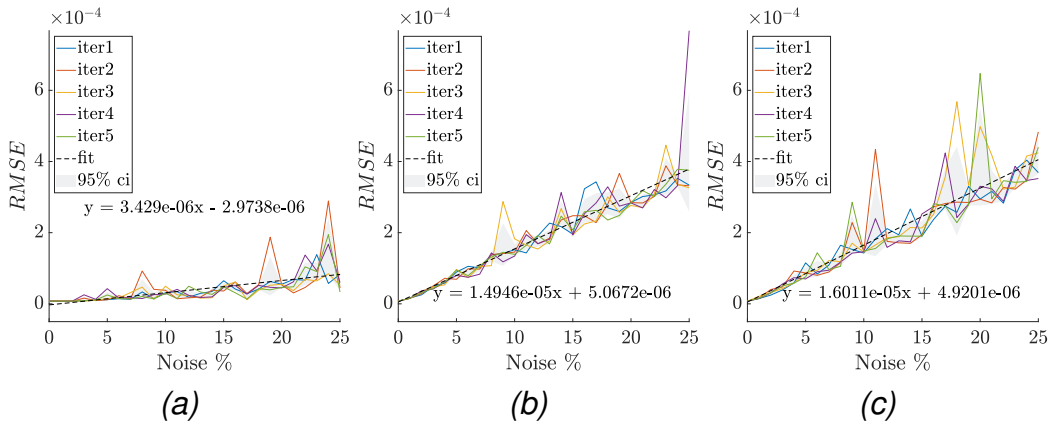 ×10⁻⁴
iter1
iter2
iter3
iter4
iter5
fit
95% ci
y = 3.429e-06x - 2.9738e-06
RMSE
6
4
2
0
0 5 10 15 20 25
Noise %
(a)
×10⁻⁴
iter1
iter2
iter3
iter4
iter5
fit
95% ci
y = 1.4946e-05x + 5.0672e-06
RMSE
6
4
2
0
0 5 10 15 20 25
Noise %
(b)
×10⁻⁴
iter1
iter2
iter3
iter4
iter5
fit
95% ci
y = 1.6011e-05x + 4.9201e-06
RMSE
6
4
2
0
0 5 10 15 20 25
Noise %
(c)